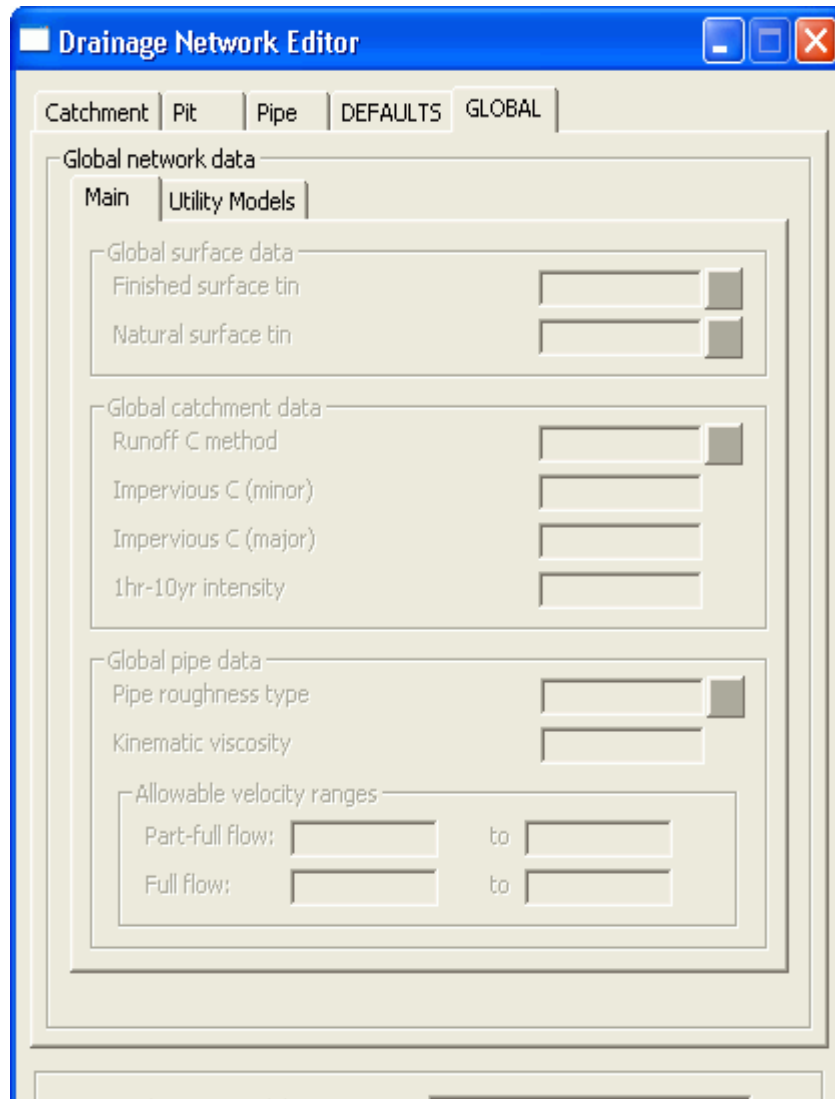 Drainage Network Editor
Catchment Pit Pipe DEFAULTS GLOBAL
Global network data
Main Utility Models
Global surface data
Finished surface tin
Natural surface tin
Global catchment data
Runoff C method
Impervious C (minor)
Impervious C (major)
1hr-10yr intensity
Global pipe data
Pipe roughness type
Kinematic viscosity
Allowable velocity ranges
Part-full flow: to
Full flow: to